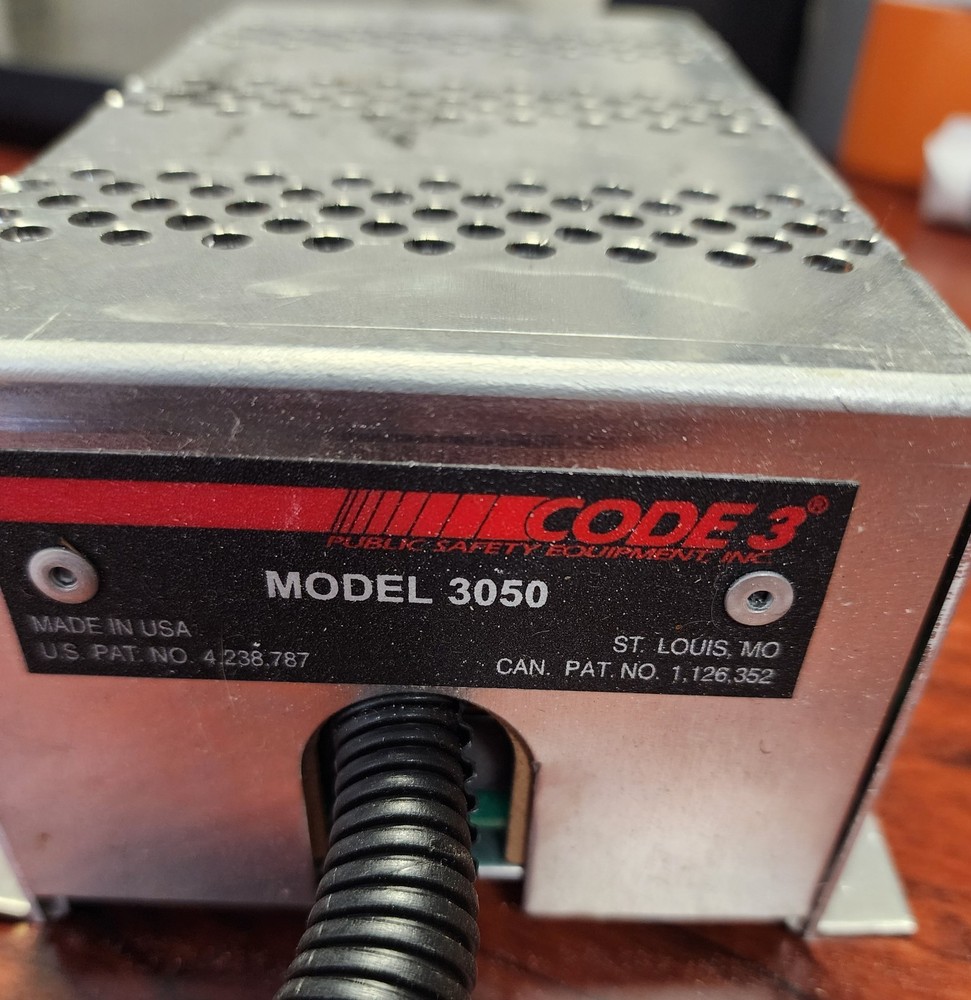 CODE 3®
PUBLIC SAFETY EQUIPMENT, INC.
MODEL 3050
MADE IN USA
U.S. PAT. NO. 4,238,787
ST. LOUIS, MO
CAN. PAT NO. 1,126,352